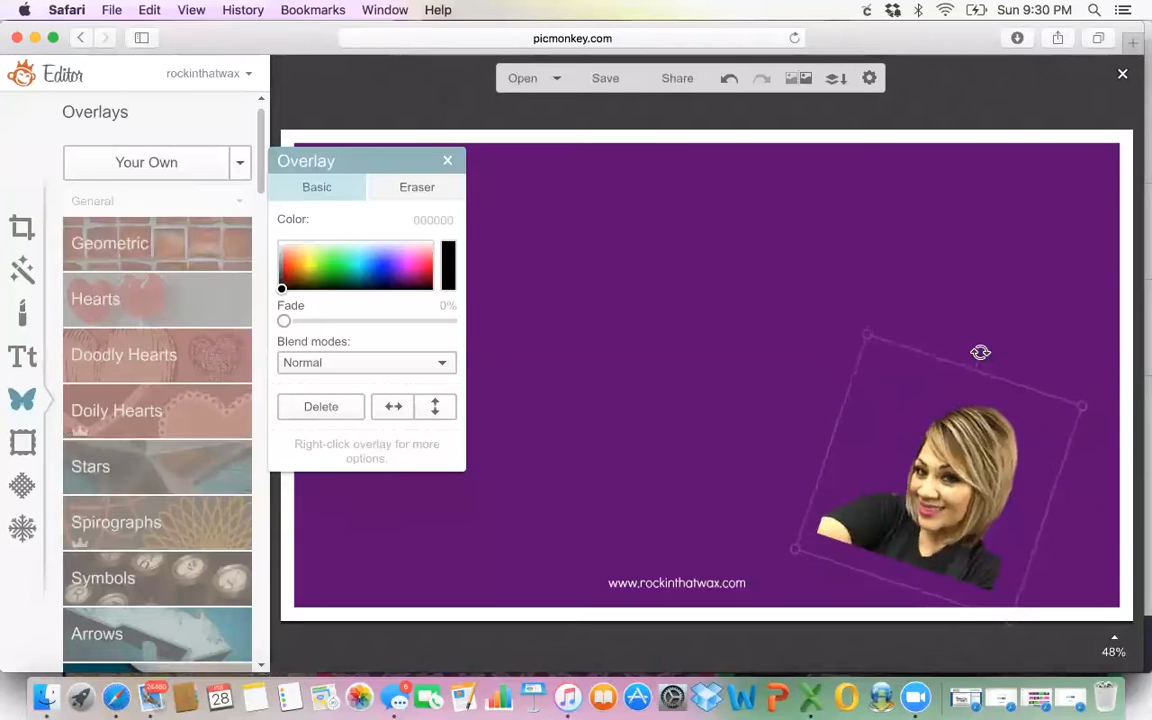 Safari File Edit View History Bookmarks Window Help Sun 9:30 PM
picmonkey.com
Editor rockinthatwax
Open Save Share
Overlays
Your Own
General
Geometric
Hearts
Doodly Hearts
Doily Hearts
Stars
Spirographs
Symbols
Arrows
Overlay
Basic Eraser
Color: 000000
Fade 0%
Blend modes:
Normal
Delete
Right-click overlay for more
options.
www.rockinthatwax.com
48%